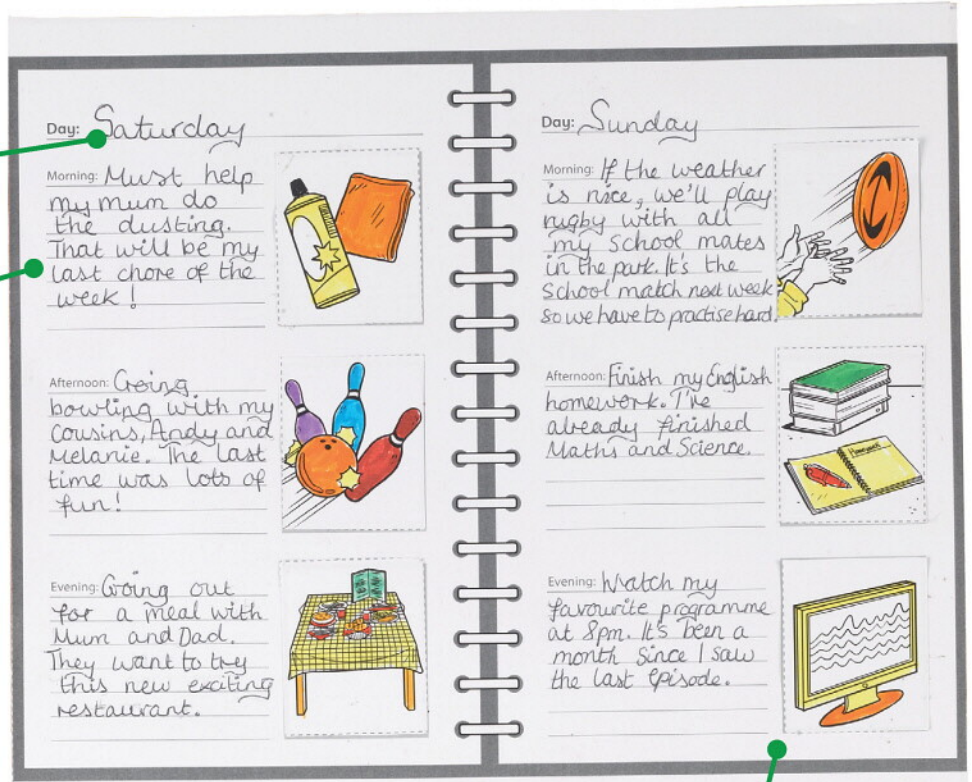 Day: Saturday
Morning: Must help
my mum do
the dusting.
That will be my
last chore of the
week!
Afternoon: Going
bowling with my
cousins, Andy and
Melanie. The last
time was lots of
fun!
Evening: Going out
for a meal with
Mum and Dad.
They want to try
this new exciting
restaurant.
Day: Sunday
Morning: If the weather
is nice, we'll play
rugby with all
my school mates
in the park. It's the
school match next week
so we have to practise hard.
Afternoon: Finish my English
homework. I've
already finished
Maths and Science.
Homework
Evening: Watch my
favourite programme
at 8pm. It's been a
month since I saw
the last episode.